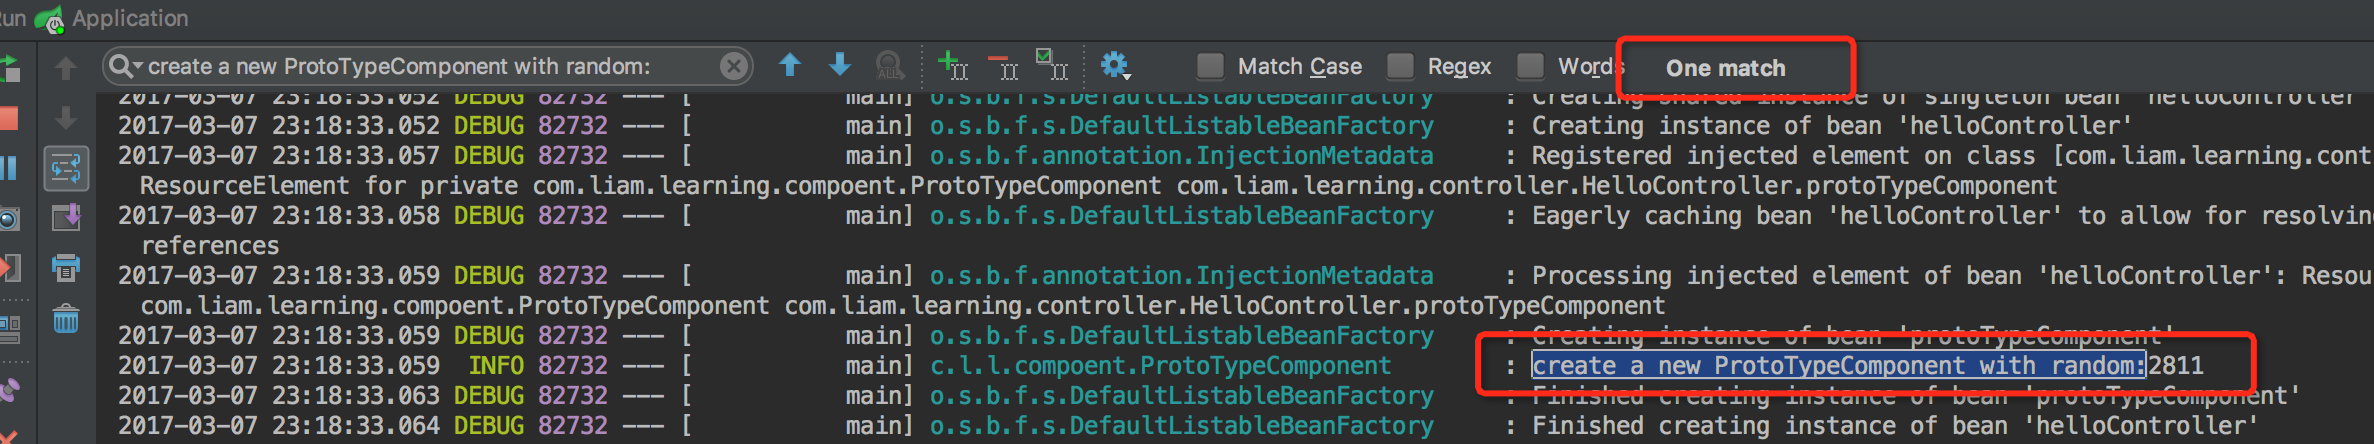 un Application
create a new ProtoTypeComponent with random: ALL Match Case Regex Words One match
2017-03-07 23:18:33.052 DEBUG 82732 --- [ main] o.s.b.f.s.DefaultListableBeanFactory : Creating shared instance of singleton bean 'helloController'
2017-03-07 23:18:33.052 DEBUG 82732 --- [ main] o.s.b.f.s.DefaultListableBeanFactory : Creating instance of bean 'helloController'
2017-03-07 23:18:33.057 DEBUG 82732 --- [ main] o.s.b.f.annotation.InjectionMetadata : Registered injected element on class [com.liam.learning.cont
ResourceElement for private com.liam.learning.compoent.ProtoTypeComponent com.liam.learning.controller.HelloController.protoTypeComponent
2017-03-07 23:18:33.058 DEBUG 82732 --- [ main] o.s.b.f.s.DefaultListableBeanFactory : Eagerly caching bean 'helloController' to allow for resolving
references
2017-03-07 23:18:33.059 DEBUG 82732 --- [ main] o.s.b.f.annotation.InjectionMetadata : Processing injected element of bean 'helloController': Resou
com.liam.learning.compoent.ProtoTypeComponent com.liam.learning.controller.HelloController.protoTypeComponent
2017-03-07 23:18:33.059 DEBUG 82732 --- [ main] o.s.b.f.s.DefaultListableBeanFactory : Creating instance of bean 'protoTypeComponent'
2017-03-07 23:18:33.059 INFO 82732 --- [ main] c.l.l.compoent.ProtoTypeComponent : create a new ProtoTypeComponent with random:2811
2017-03-07 23:18:33.063 DEBUG 82732 --- [ main] o.s.b.f.s.DefaultListableBeanFactory : Finished creating instance of bean 'protoTypeComponent'
2017-03-07 23:18:33.064 DEBUG 82732 --- [ main] o.s.b.f.s.DefaultListableBeanFactory : Finished creating instance of bean 'helloController'